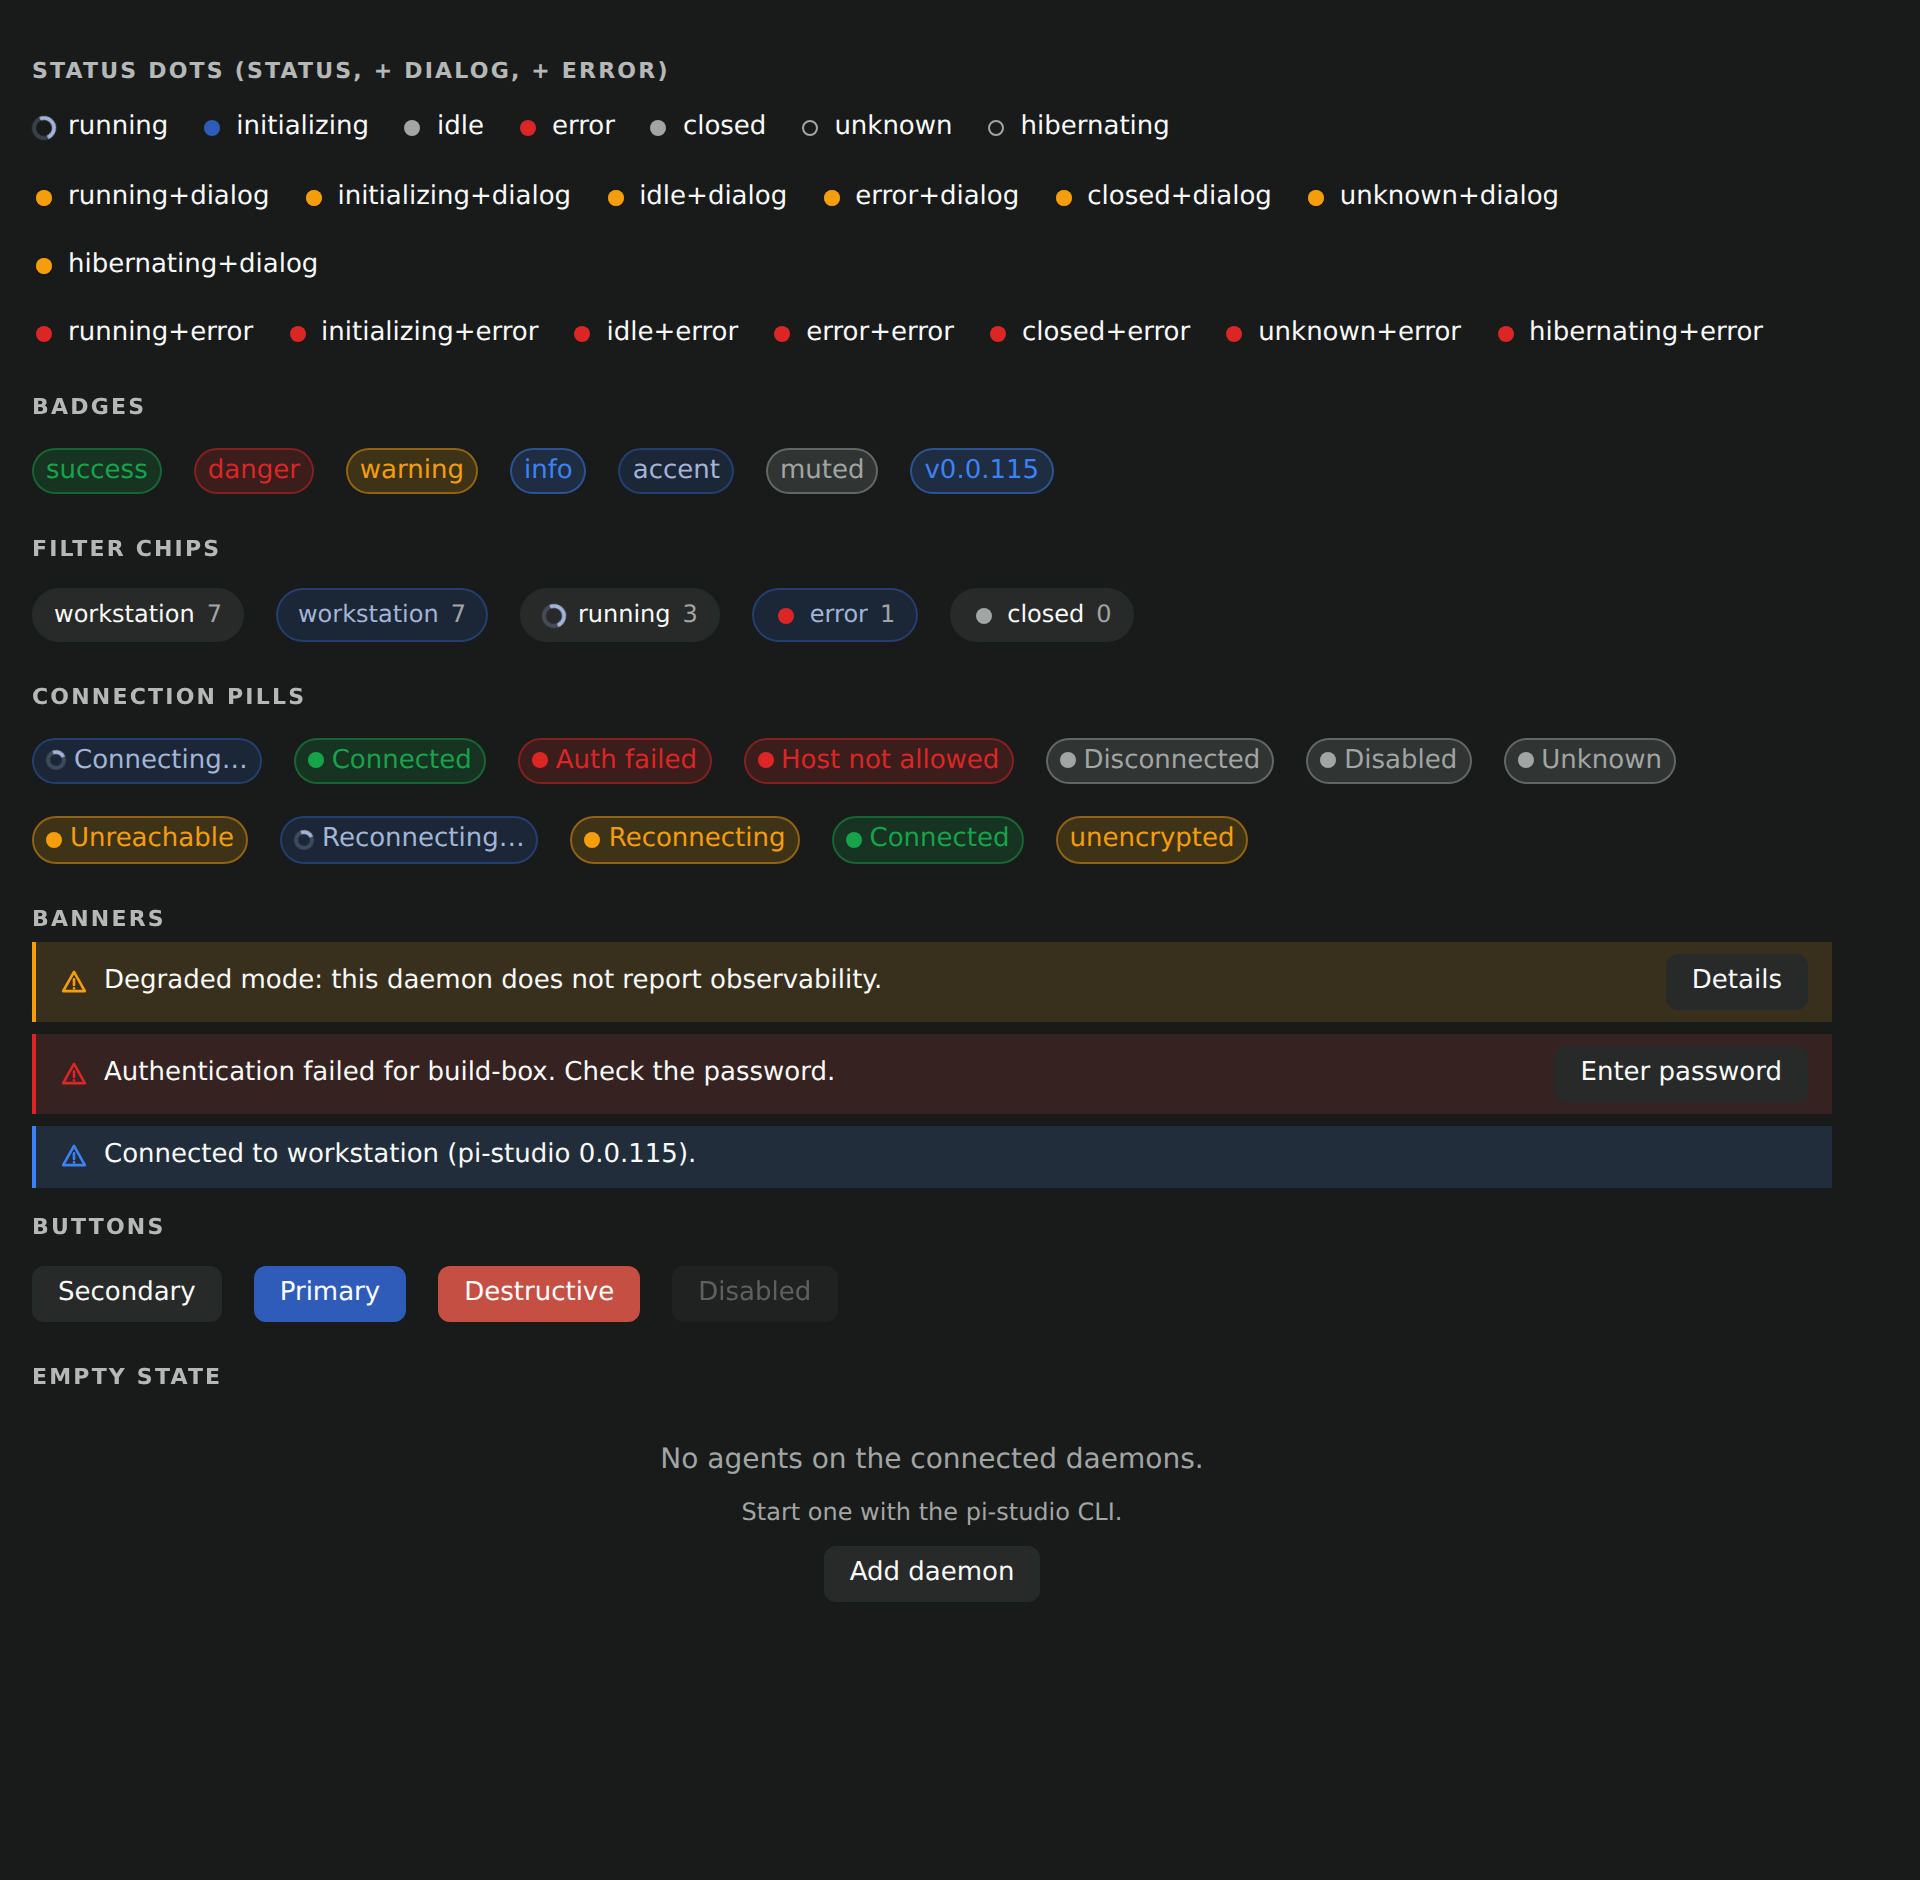 STATUS DOTS (STATUS, + DIALOG, + ERROR)
running initializing idle error closed unknown hibernating
running+dialog initializing+dialog idle+dialog error+dialog closed+dialog unknown+dialog
hibernating+dialog
running+error initializing+error idle+error error+error closed+error unknown+error hibernating+error
BADGES
success danger warning info accent muted v0.0.115
FILTER CHIPS
workstation 7 workstation 7 running 3 error 1 closed 0
CONNECTION PILLS
Connecting… Connected Auth failed Host not allowed Disconnected Disabled Unknown
Unreachable Reconnecting… Reconnecting Connected unencrypted
BANNERS
Degraded mode: this daemon does not report observability. Details
Authentication failed for build-box. Check the password. Enter password
Connected to workstation (pi-studio 0.0.115).
BUTTONS
Secondary Primary Destructive Disabled
EMPTY STATE
No agents on the connected daemons.
Start one with the pi-studio CLI.
Add daemon